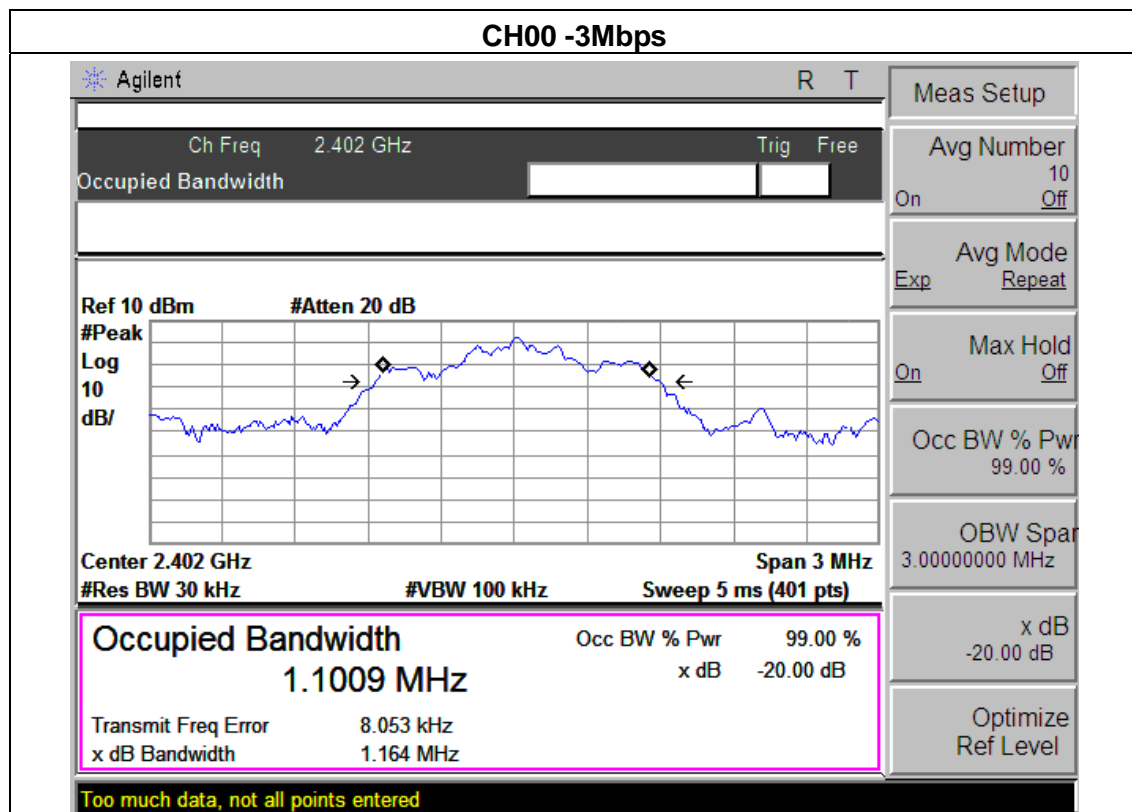 CH00 -3Mbps
Agilent R T
Ch Freq 2.402 GHz Trig Free
Occupied Bandwidth
Ref 10 dBm #Atten 20 dB
#Peak
Log
10
dB/
Center 2.402 GHz Span 3 MHz
#Res BW 30 kHz #VBW 100 kHz Sweep 5 ms (401 pts)
Occupied Bandwidth
1.1009 MHz
Occ BW % Pwr 99.00 %
x dB -20.00 dB
Transmit Freq Error 8.053 kHz
x dB Bandwidth 1.164 MHz
Too much data, not all points entered
Meas Setup
Avg Number
10
On Off
Avg Mode
Exp Repeat
Max Hold
On Off
Occ BW % Pwr
99.00 %
OBW Span
3.00000000 MHz
x dB
-20.00 dB
Optimize
Ref Level